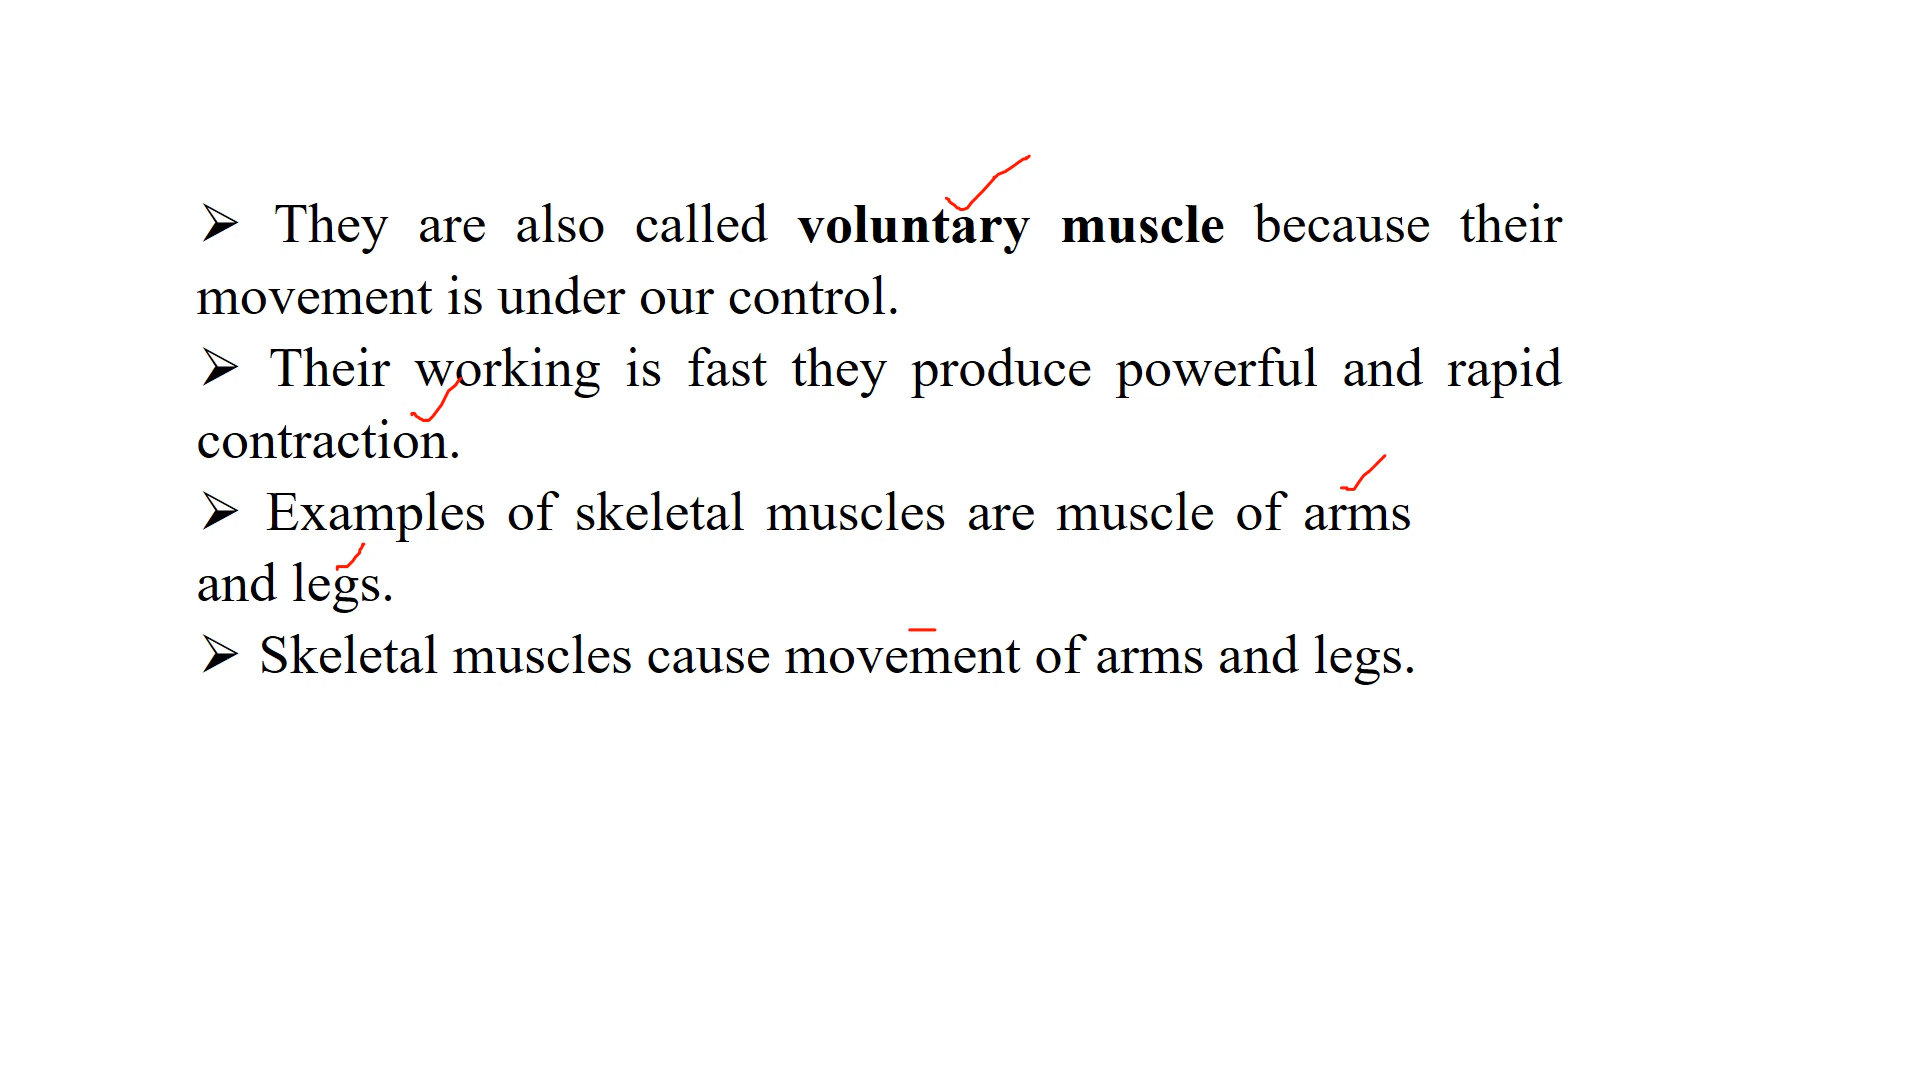 ➢ They are also called voluntary muscle because their
movement is under our control.
➢ Their working is fast they produce powerful and rapid
contraction.
➢ Examples of skeletal muscles are muscle of arms
and legs.
➢ Skeletal muscles cause movement of arms and legs.